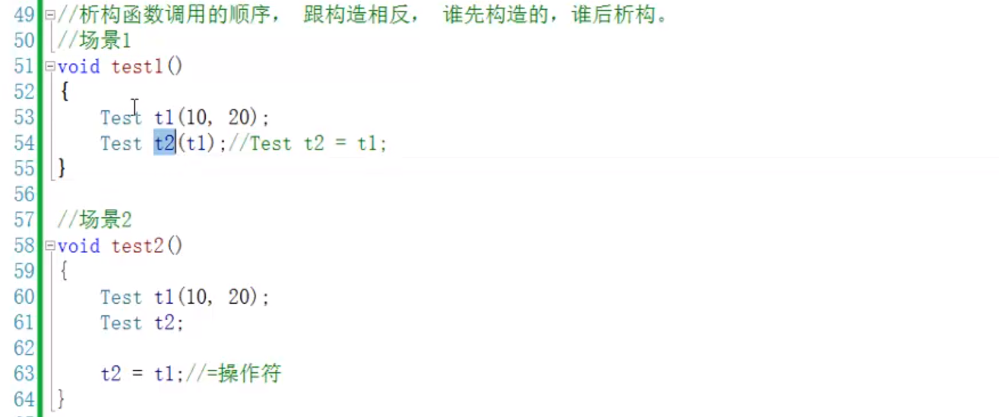 49 //析构函数调用的顺序， 跟构造相反， 谁先构造的，谁后析构。
50 //场景1
51 void test1()
52 {
53 Test t1(10, 20);
54 Test t2(t1);//Test t2 = t1;
55 }
56
57 //场景2
58 void test2()
59 {
60 Test t1(10, 20);
61 Test t2;
62
63 t2 = t1;//=操作符
64 }